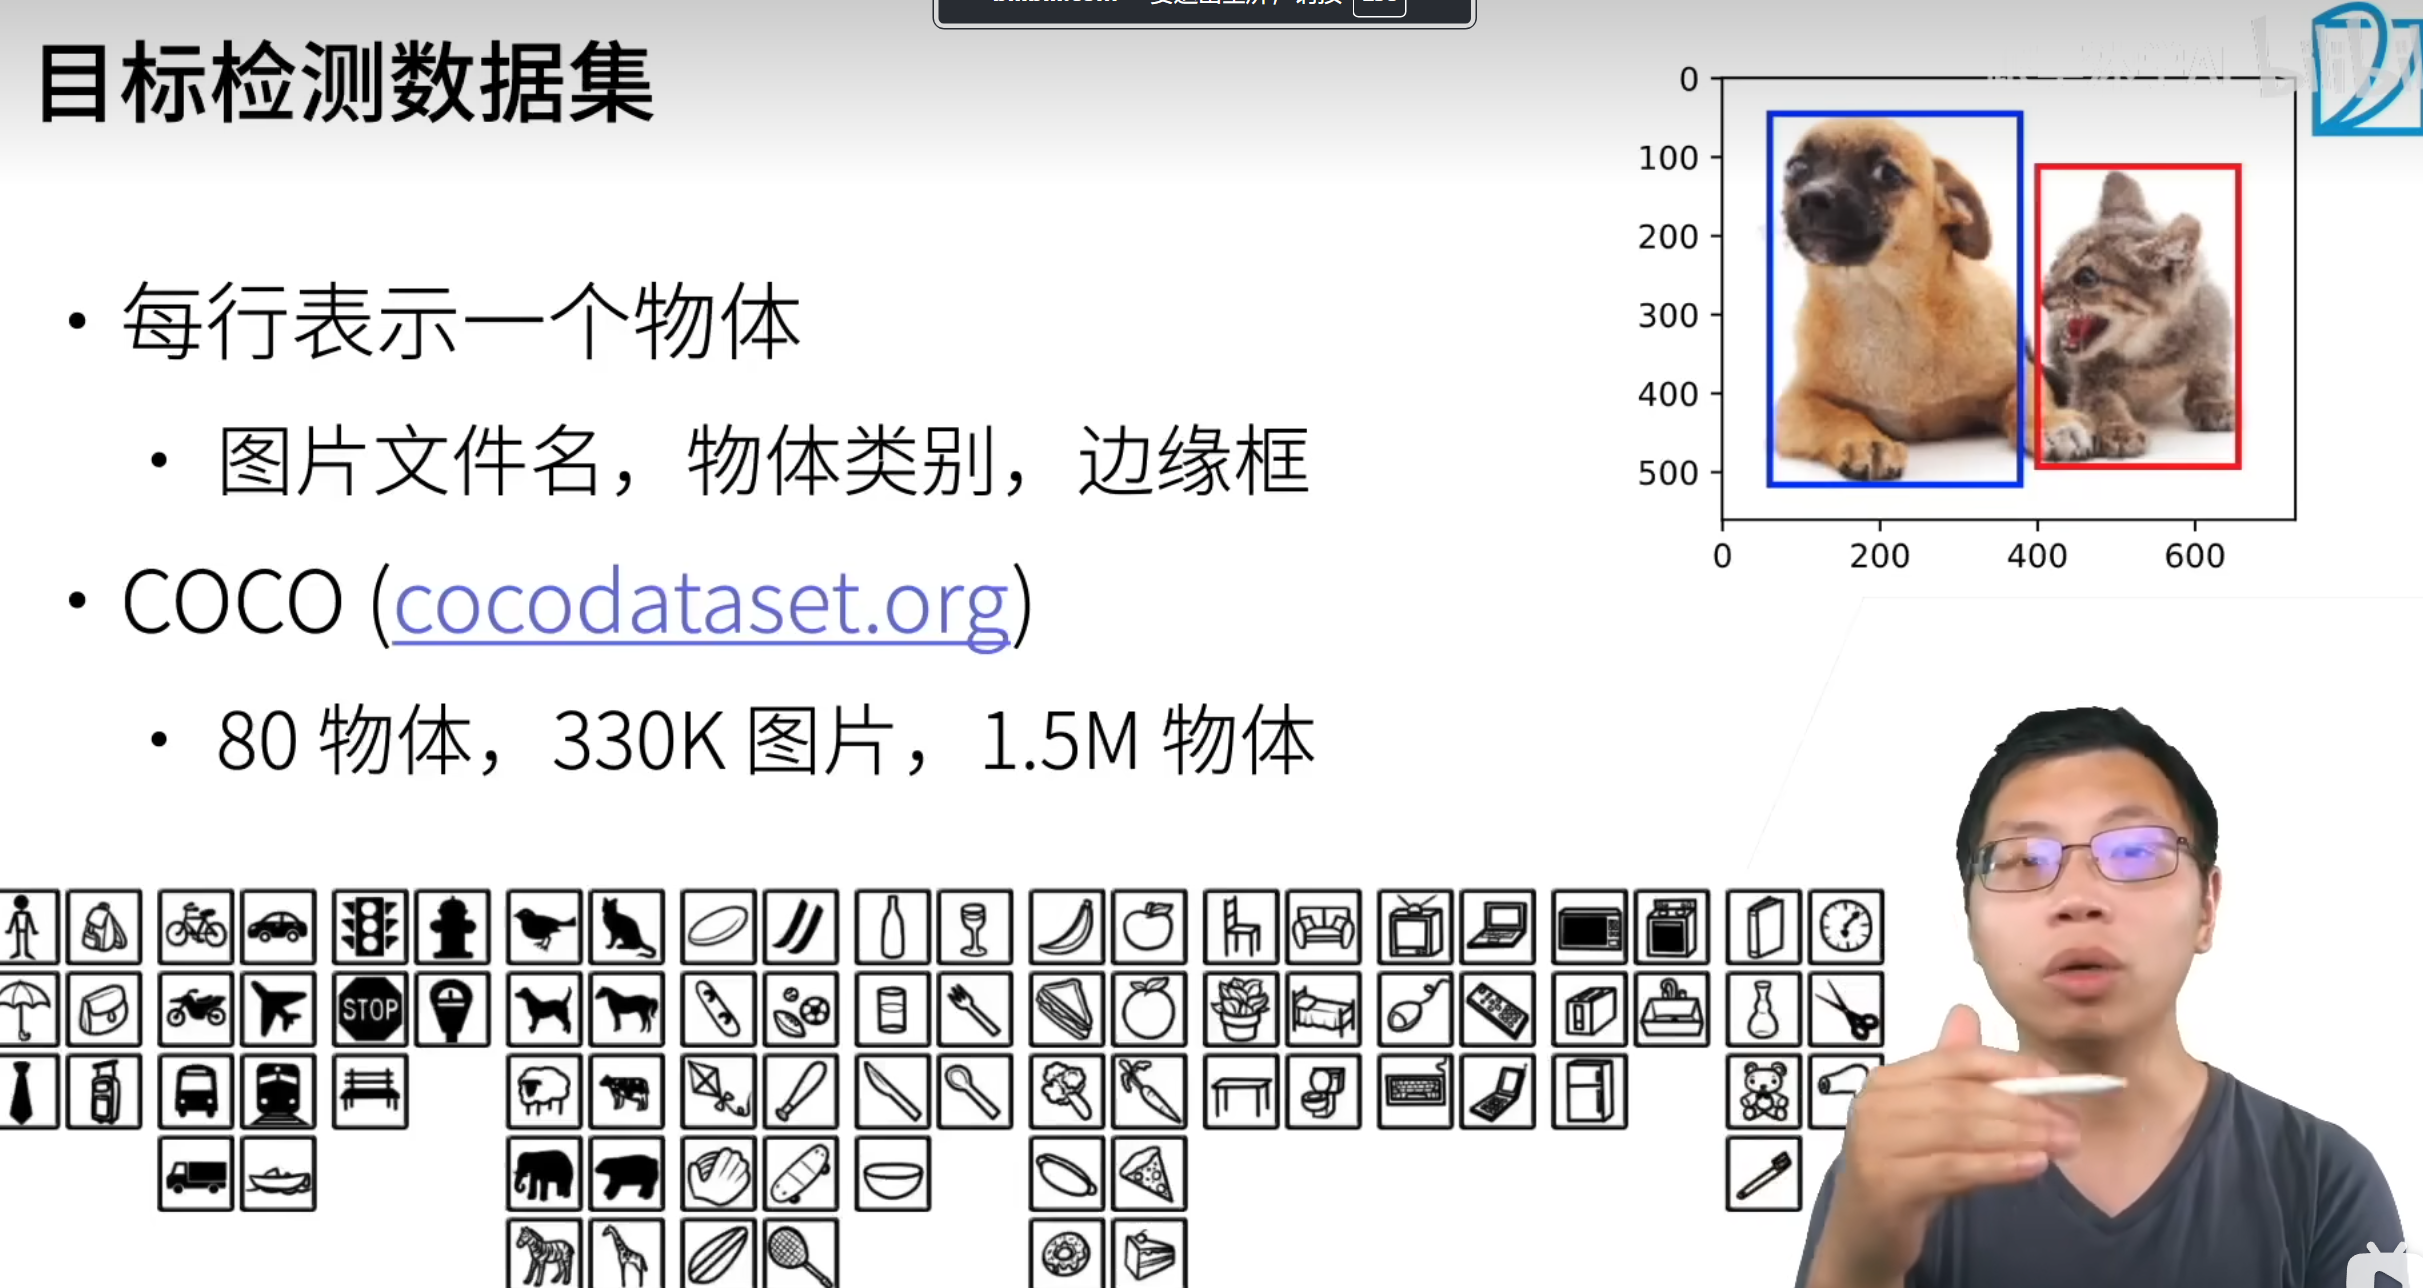 目标检测数据集
• 每行表示一个物体
• 图片文件名，物体类别，边缘框
• COCO (cocodataset.org)
• 80 物体，330K 图片，1.5M 物体
0
100
200
300
400
500
0 200 400 600
STOP